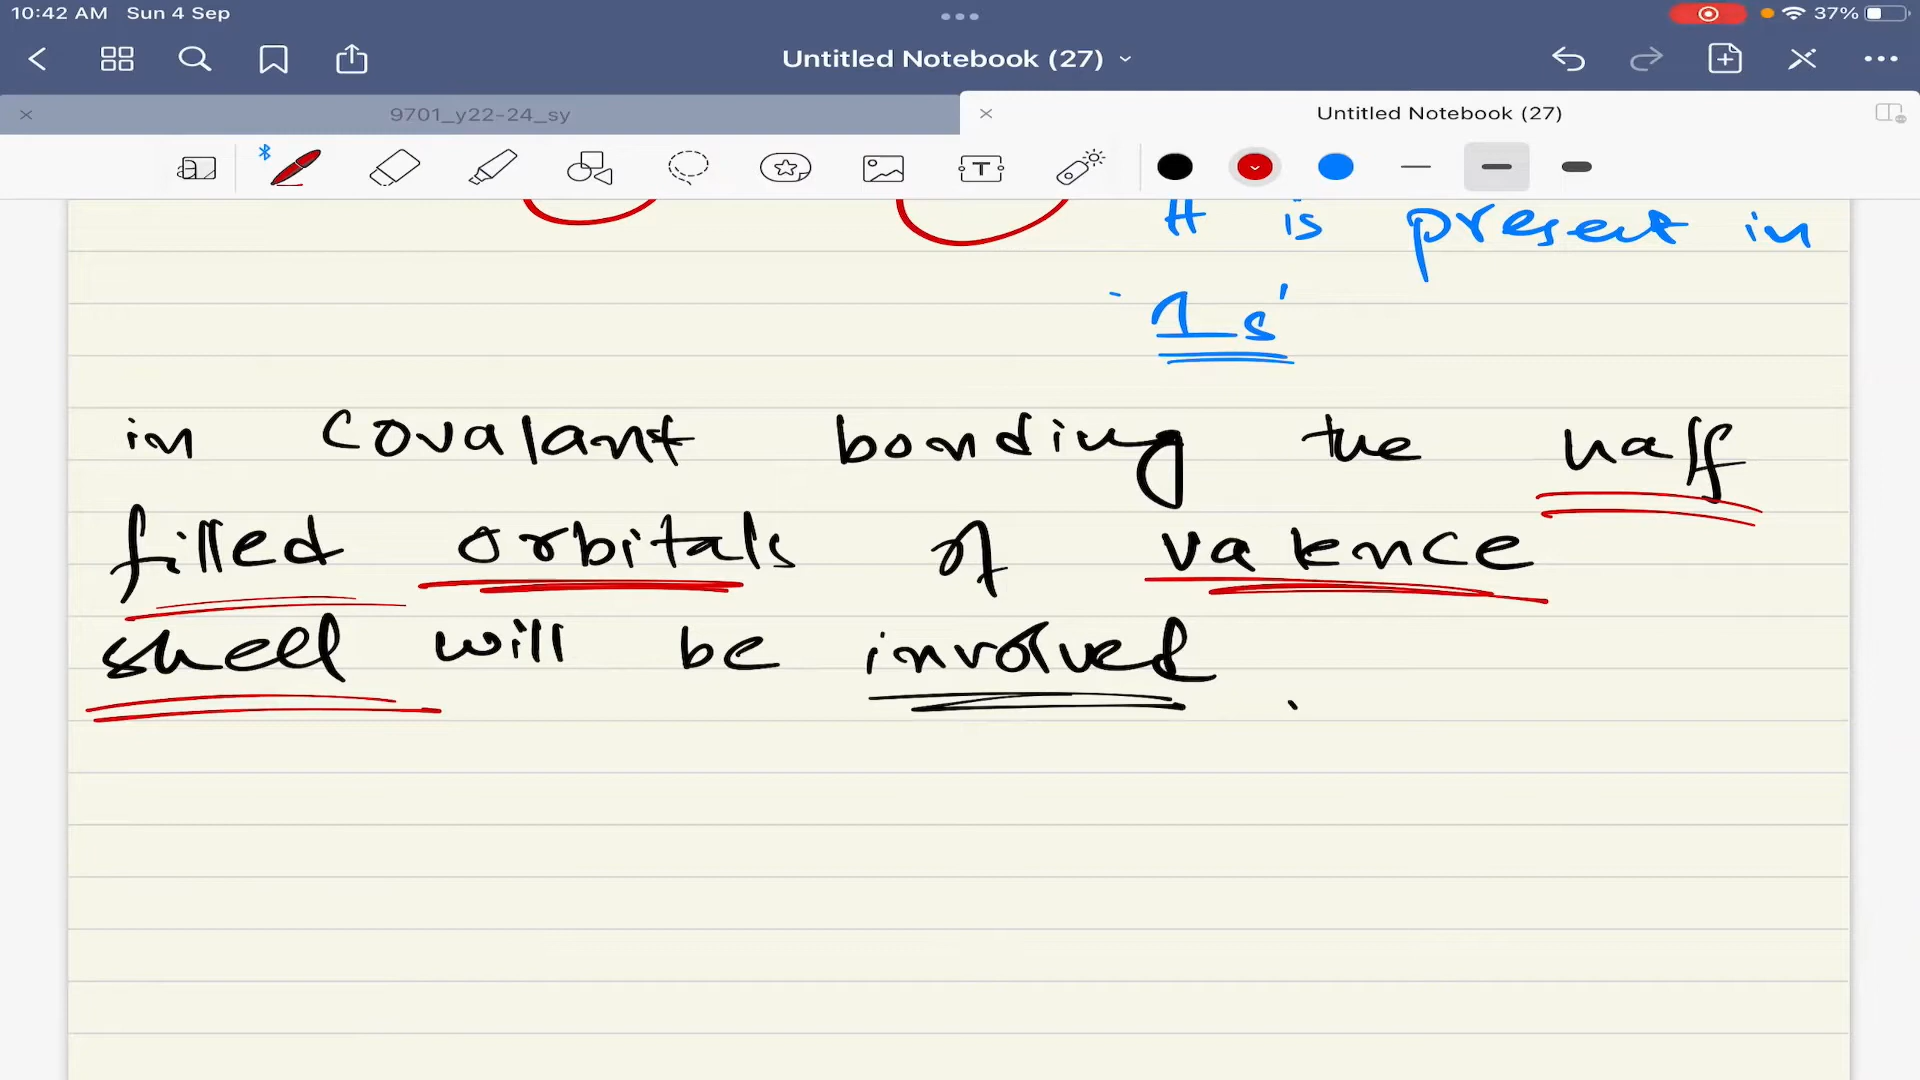 10:42 AM Sun 4 Sep
37%
Untitled Notebook (27)
9701_y22-24_sy
Untitled Notebook (27)
It is present in
1s'
in covalant bonding the half
filled orbitals of valence
shell will be involved .